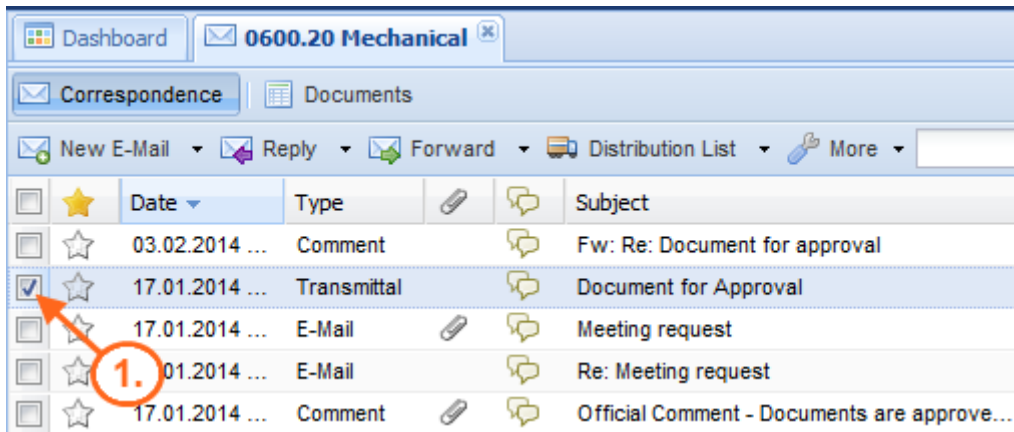 Dashboard 0600.20 Mechanical
Correspondence Documents
New E-Mail Reply Forward Distribution List More
Date Type Subject
03.02.2014 ... Comment Fw: Re: Document for approval
17.01.2014 ... Transmittal Document for Approval
17.01.2014 ... E-Mail Meeting request
1. 01.2014 ... E-Mail Re: Meeting request
17.01.2014 ... Comment Official Comment - Documents are approve...